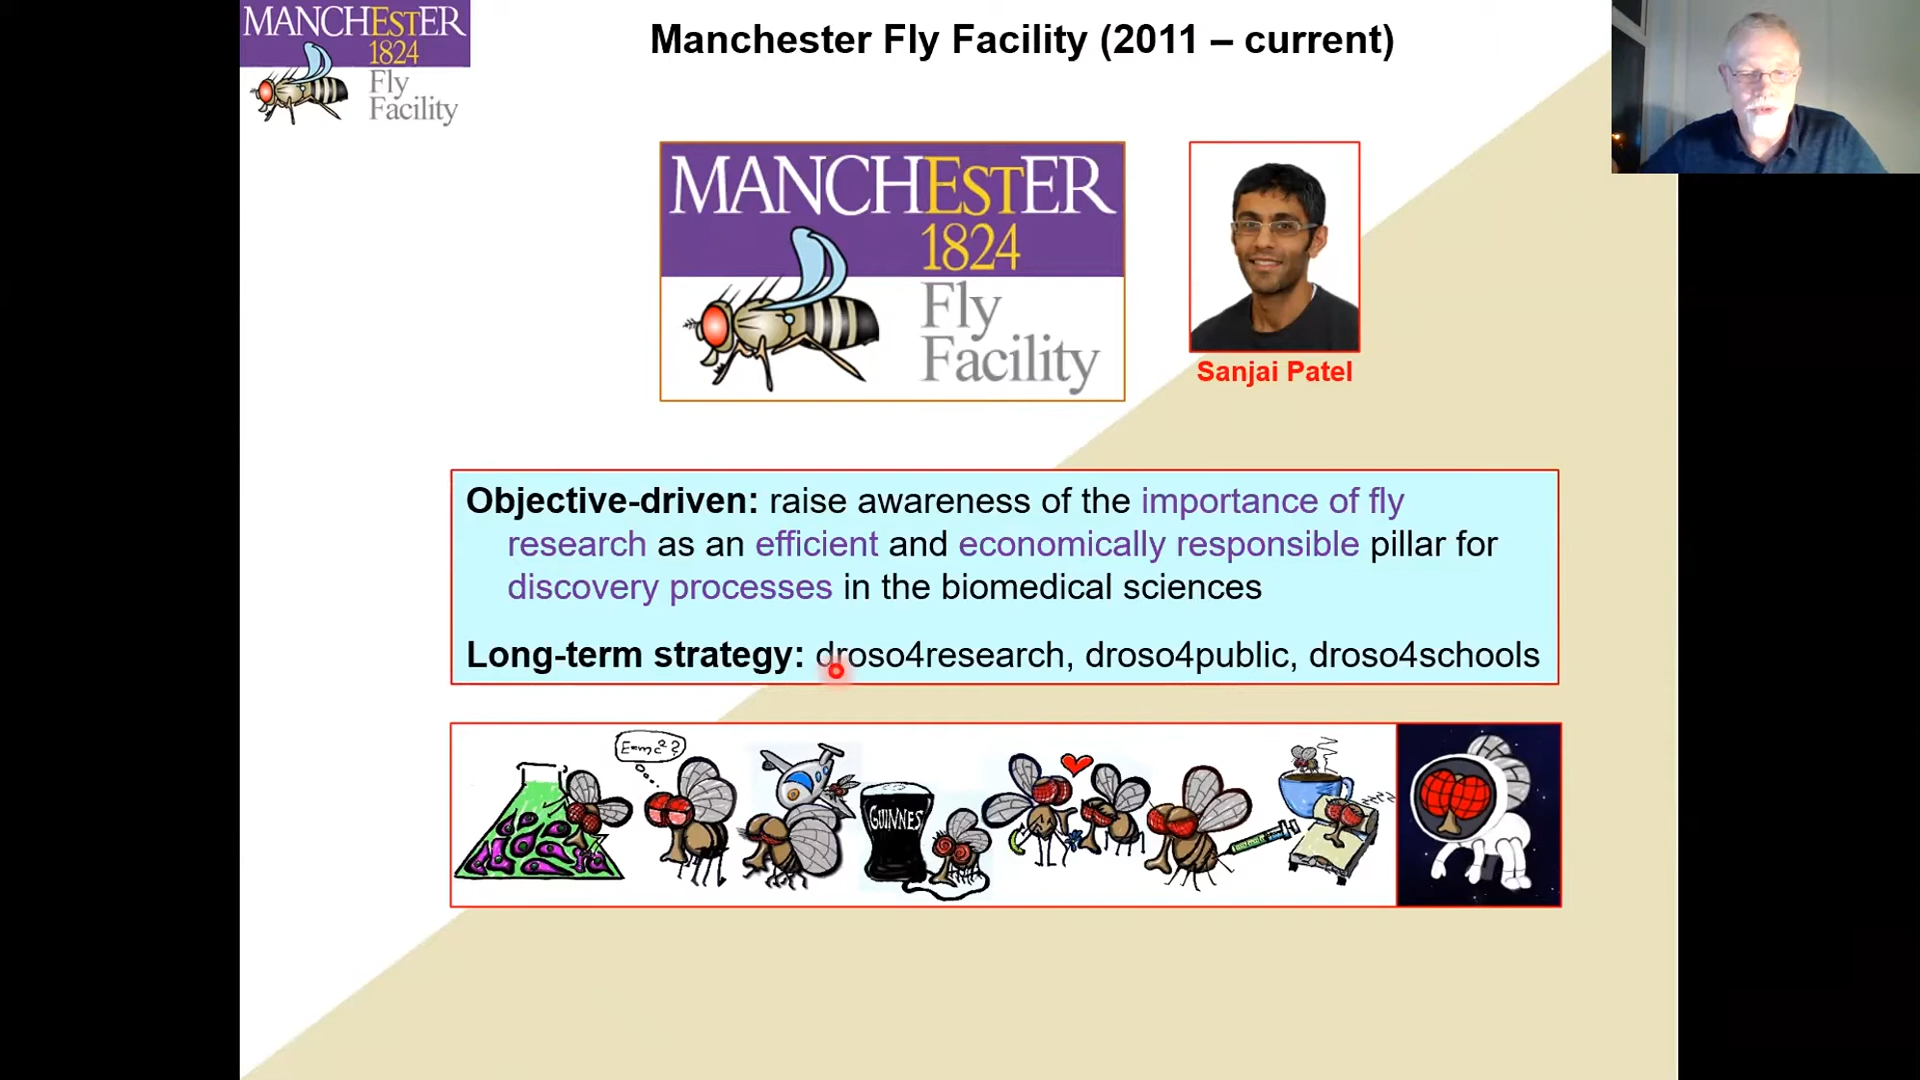 MANCHESTER
1824
Fly
Facility
Manchester Fly Facility (2011 – current)
MANCHESTER
1824
Fly
Facility
Sanjai Patel
Objective-driven: raise awareness of the importance of fly
research as an efficient and economically responsible pillar for
discovery processes in the biomedical sciences
Long-term strategy: droso4research, droso4public, droso4schools
E=mc²?
GUINNES
zzzz